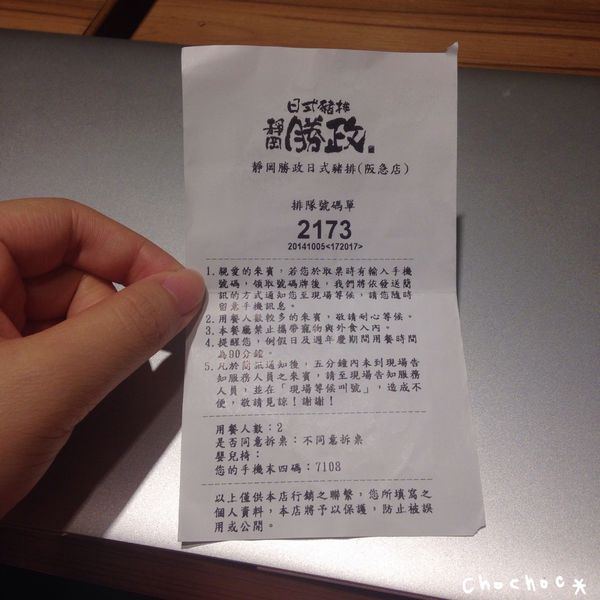 日式豬排
靜岡勝政
靜岡勝政日式豬排(阪急店)
排隊號碼單
2173
20141005<172017>
1.親愛的來賓，若您於取票時有輸入手機
號碼，領取號碼牌後，我們將依發送簡
訊的方式通知您至現場等候，請您隨時
留意手機訊息。
2.用餐人數較多的來賓，敬請耐心等候。
3.本餐廳禁止攜帶寵物與外食入內。
4.提醒您，例假日及週年慶期間用餐時間
為90分鐘。
5.凡於簡訊通知後，五分鐘內未到現場告
知服務人員之來賓，請至現場告知服務
人員，並在「現場等候叫號」，造成不
便，敬請見諒！謝謝！
用餐人數:2
是否同意拆桌:不同意拆桌
嬰兒椅:
您的手機末四碼:7108
以上僅供本店行銷之聯繫，您所填寫之
個人資料，本店將予以保護，防止被誤
用或公開。
chochoc